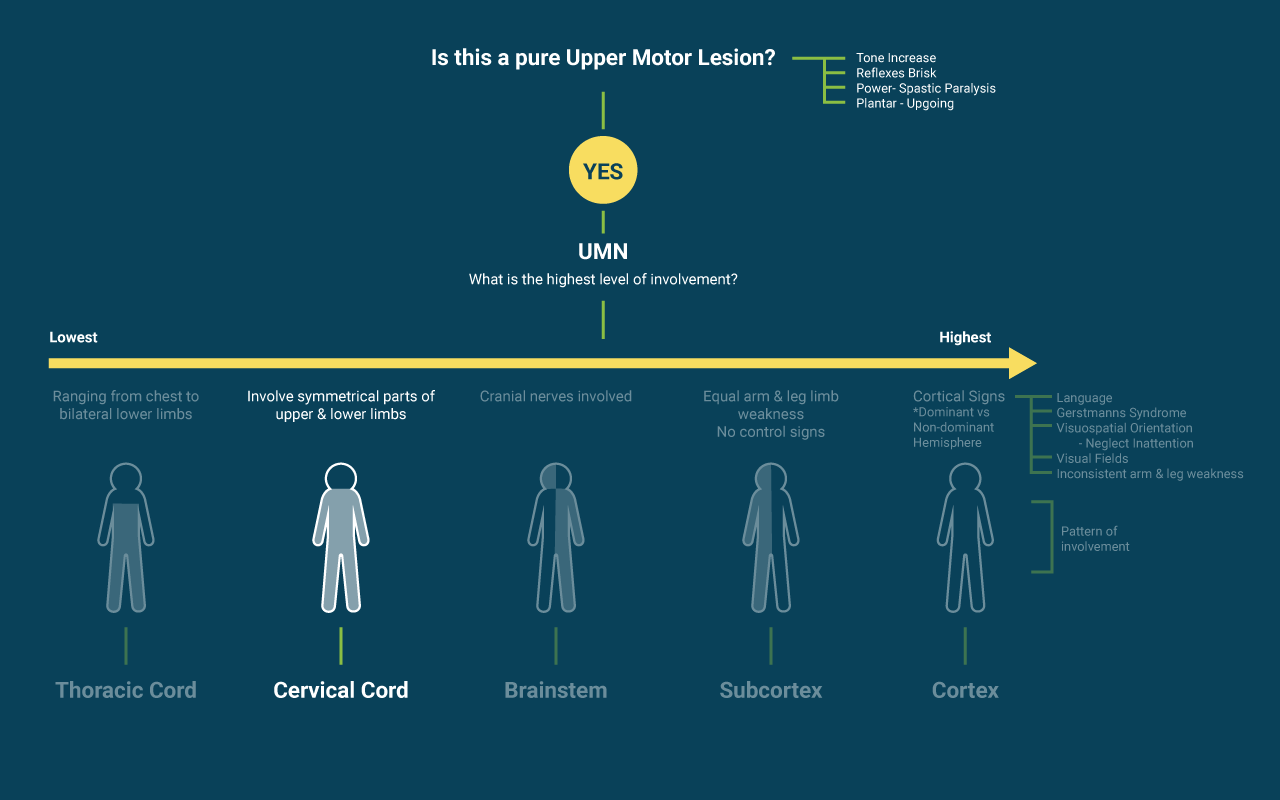 Is this a pure Upper Motor Lesion?
Tone Increase
Reflexes Brisk
Power- Spastic Paralysis
Plantar - Upgoing
YES
UMN
What is the highest level of involvement?
Lowest
Highest
Ranging from chest to
bilateral lower limbs
Involve symmetrical parts of
upper & lower limbs
Cranial nerves involved
Equal arm & leg limb
weakness
No control signs
Cortical Signs
*Dominant vs
Non-dominant
Hemisphere
Language
Gerstmanns Syndrome
Visuospatial Orientation
- Neglect Inattention
Visual Fields
Inconsistent arm & leg weakness
Pattern of
involvement
Thoracic Cord
Cervical Cord
Brainstem
Subcortex
Cortex